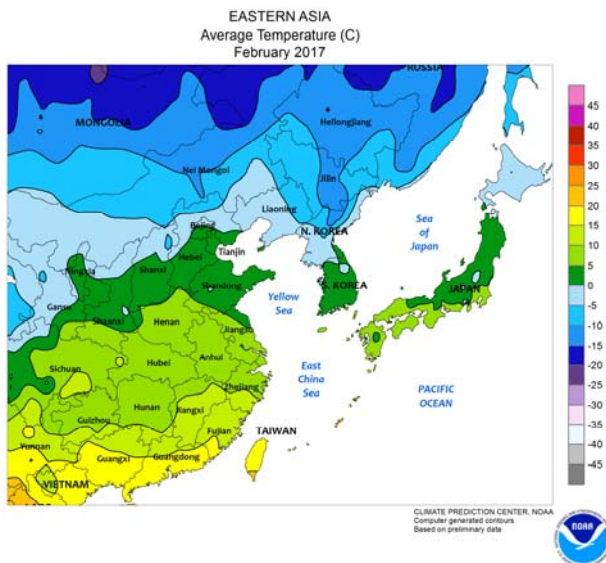 EASTERN ASIA
Average Temperature (C)
February 2017
RUSSIA
MONGOLIA
Heilongjiang
Nei Mongol
Jilin
Liaoning
Beijing
N. KOREA
Sea
of
Japan
Tianjin
Hebei
Ningxia
Shanxi
Shandong
S. KOREA
JAPAN
Gansu
Yellow
Sea
Shaanxi
Henan
Jiangsu
Sichuan
Hubei
Anhui
East
China
Sea
Zhejiang
PACIFIC
OCEAN
Hunan
Jiangxi
Guizhou
Fujian
TAIWAN
Yunnan
Guangxi
Guangdong
VIETNAM
45
40
35
30
25
20
15
10
5
0
-5
-10
-15
-20
-25
-30
-35
-40
-45
CLIMATE PREDICTION CENTER, NOAA
Computer generated contours
Based on preliminary data
NOAA